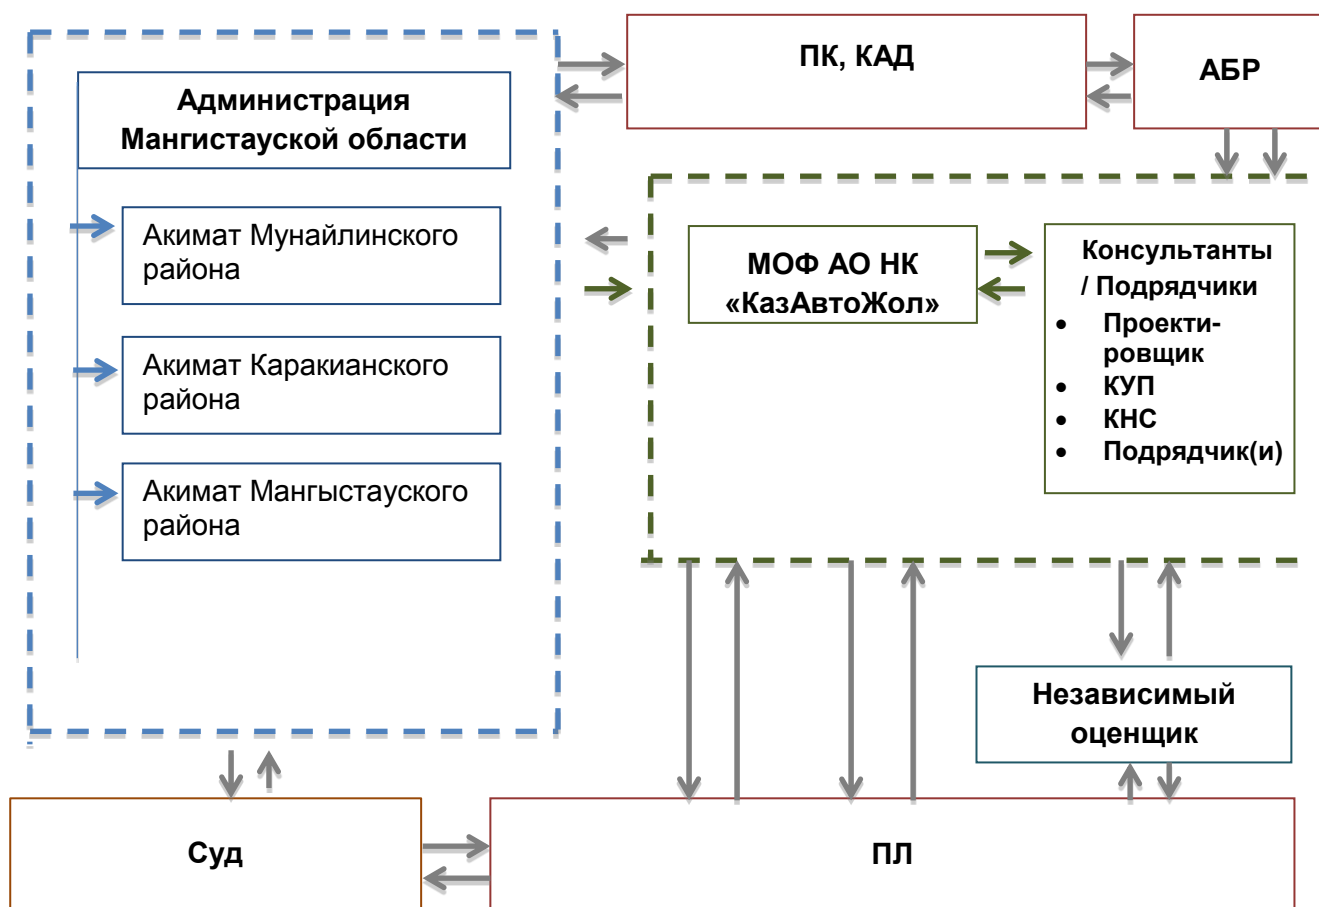 ПК, КАД
АБР
Администрация
Мангистауской области
Акимат Мунайлинского
района
Акимат Каракианского
района
Акимат Мангыстауского
района
МОФ АО НК
«КазАвтоЖол»
Консультанты
/ Подрядчики
• Проекти-
ровщик
• КУП
• КНС
• Подрядчик(и)
Независимый
оценщик
Суд
ПЛ